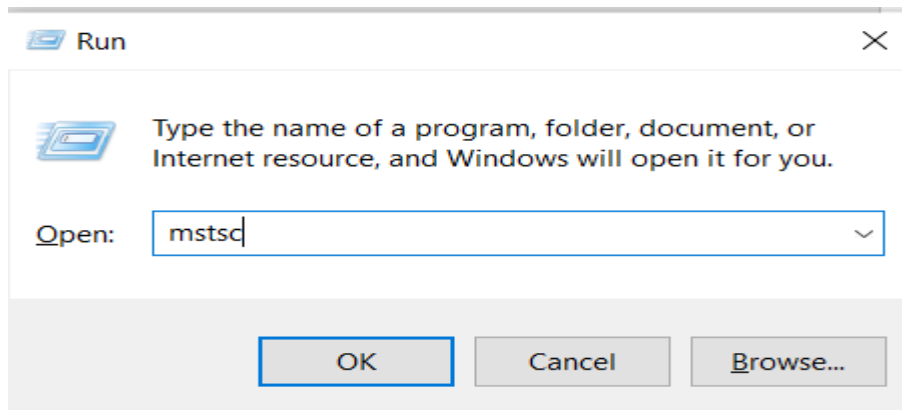 Run
Type the name of a program, folder, document, or
Internet resource, and Windows will open it for you.
Open: mstsc
OK Cancel Browse...